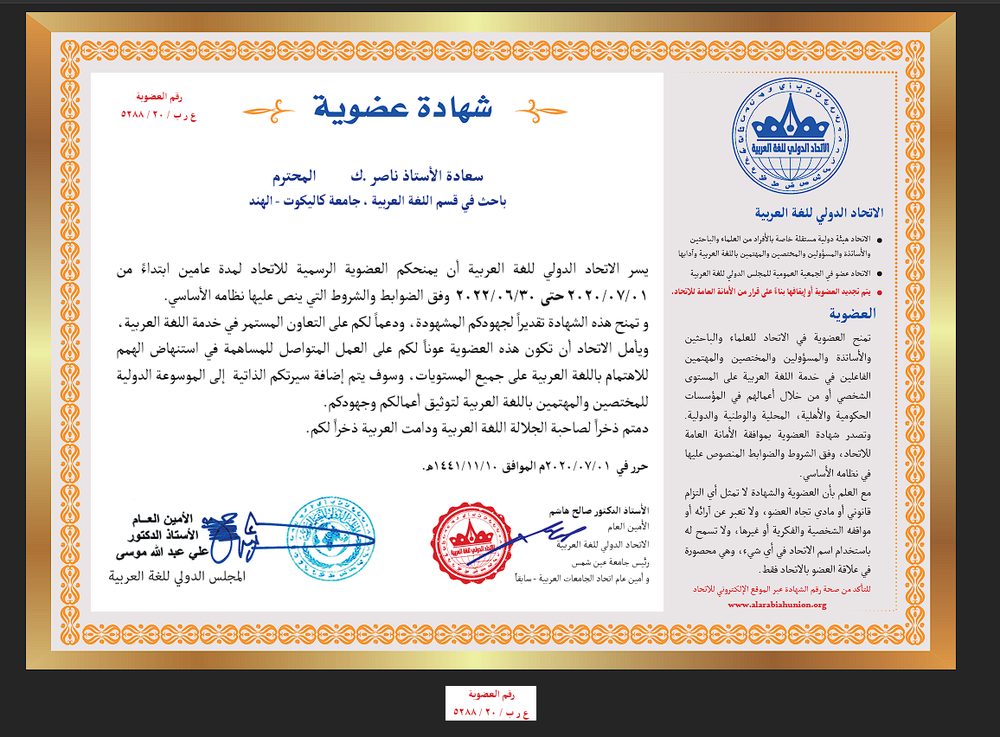 رقم العضوية
ع ر ب / ٢٠ / ٥٢٨٨
شهادة عضوية
سعادة الأستاذ ناصر .ك المحترم
باحث في قسم اللغة العربية ، جامعة كاليكوت - الهند
يسر الاتحاد الدولي للغة العربية أن يمنحكم العضوية الرسمية للاتحاد لمدة عامين ابتداءً من
٢٠٢٠/٠٧/٠١ حتى ٢٠٢٢/٠٦/٣٠ وفق الضوابط والشروط التي ينص عليها نظامه الأساسي.
و تمنح هذه الشهادة تقديراً لجهودكم المشهودة، ودعماً لكم على التعاون المستمر في خدمة اللغة العربية،
ويأمل الاتحاد أن تكون هذه العضوية عوناً لكم على العمل المتواصل للمساهمة في استنهاض الهمم
للاهتمام باللغة العربية على جميع المستويات، وسوف يتم إضافة سيرتكم الذاتية إلى الموسوعة الدولية
للمختصين والمهتمين باللغة العربية لتوثيق أعمالكم وجهودكم.
دمتم ذخراً لصاحبة الجلالة اللغة العربية ودامت العربية ذخراً لكم.
حرر في ٢٠٢٠/٠٧/٠١م الموافق ١٤٤١/١١/١٠هـ.
الأستاذ الدكتور صالح هاشم
الأمين العام
الاتحاد الدولي للغة العربية
رئيس جامعة عين شمس
و أمين عام اتحاد الجامعات العربية - سابقاً
الأمين العـام
الأستاذ الدكتور
علي عبد الله موسى
المجلس الدولي للغة العربية
الاتحاد الدولي للغة العربية
الاتحاد الدولي للغة العربية
الاتحاد الدولي للغة العربية
● الاتحاد هيئة دولية مستقلة خاصة بالأفراد من العلماء والباحثين
والأساتذة والمسؤولين والمختصين والمهتمين باللغة العربية وآدابها
● الاتحاد عضو في الجمعية العمومية للمجلس الدولي للغة العربية
● يتم تجديد العضوية أو إيقافها بناءً على قرار من الأمانة العامة للاتحاد.
العضوية
تمنح العضوية في الاتحاد للعلماء والباحثين
والأساتذة والمسؤولين والمختصين والمهتمين
الفاعلين في خدمة اللغة العربية على المستوى
الشخصي أو من خلال أعمالهم في المؤسسات
الحكومية والأهلية، المحلية والوطنية والدولية.
وتصدر شهادة العضوية بموافقة الأمانة العامة
للاتحاد، وفق الشروط والضوابط المنصوص عليها
في نظامه الأساسي.
مع العلم بأن العضوية والشهادة لا تمثل أي التزام
قانوني أو مادي تجاه العضو، ولا تعبر عن آرائه أو
مواقفه الشخصية والفكرية أو غيرها، ولا تسمح له
باستخدام اسم الاتحاد في أي شيء، وهي محصورة
في علاقة العضو بالاتحاد فقط.
للتأكد من صحة رقم الشهادة عبر الموقع الإلكتروني للاتحاد
www.alarabiahunion.org
رقم العضوية
ع ر ب / ٢٠ / ٥٢٨٨